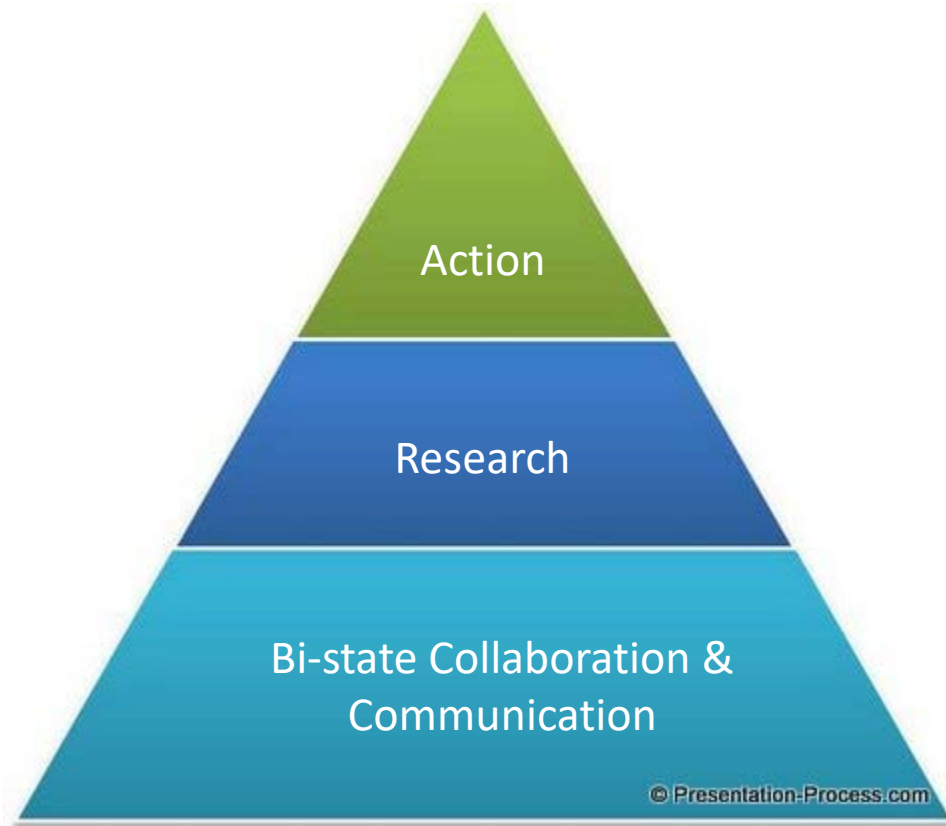 Action
Research
Bi-state Collaboration &
Communication
© Presentation-Process.com